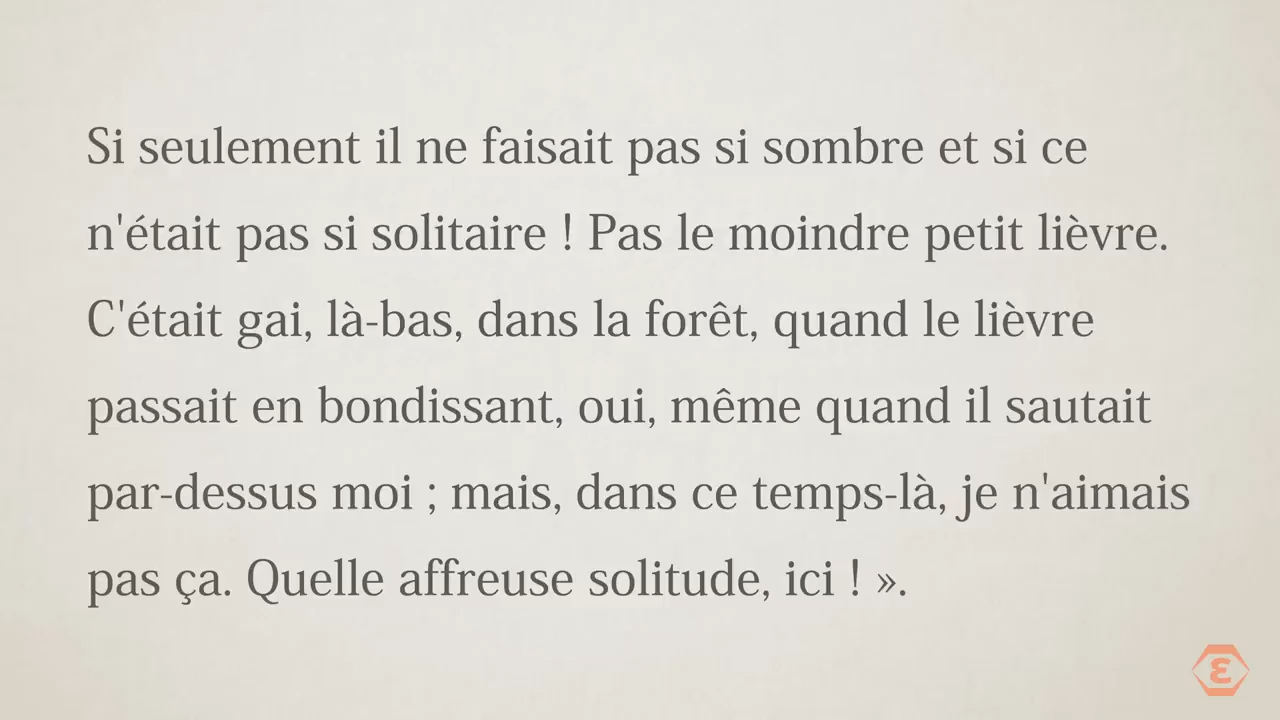 Si seulement il ne faisait pas si sombre et si ce
n'était pas si solitaire ! Pas le moindre petit lièvre.
C'était gai, là-bas, dans la forêt, quand le lièvre
passait en bondissant, oui, même quand il sautait
par-dessus moi ; mais, dans ce temps-là, je n'aimais
pas ça. Quelle affreuse solitude, ici ! ».
ε